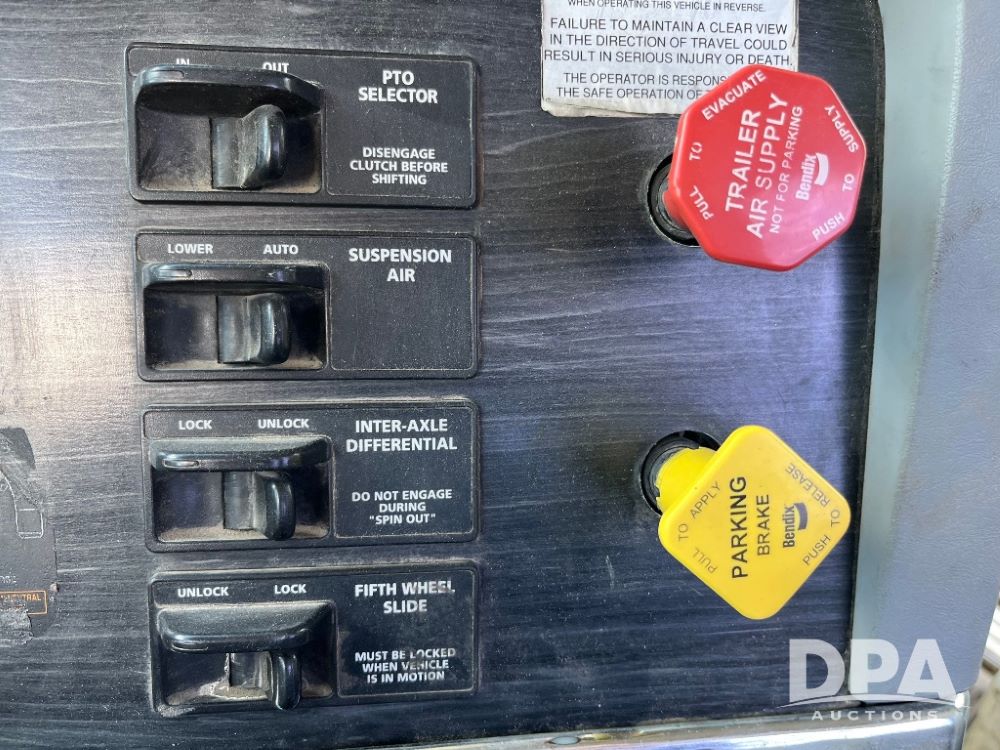 WHEN OPERATING THIS VEHICLE IN REVERSE.
FAILURE TO MAINTAIN A CLEAR VIEW
IN THE DIRECTION OF TRAVEL COULD
RESULT IN SERIOUS INJURY OR DEATH.
THE OPERATOR IS
THE SAFE OPERATION OF
IN OUT
PTO
SELECTOR
DISENGAGE
CLUTCH BEFORE
SHIFTING
PULL TO EVACUATE
TRAILER
AIR SUPPLY
NOT FOR PARKING
Bendix
PUSH TO SUPPLY
LOWER AUTO
SUSPENSION
AIR
LOCK UNLOCK
INTER-AXLE
DIFFERENTIAL
DO NOT ENGAGE
DURING
"SPIN OUT"
PULL TO APPLY
PARKING
BRAKE
Bendix
PUSH TO RELEASE
UNLOCK LOCK
FIFTH WHEEL
SLIDE
MUST BE LOCKED
WHEN VEHICLE
IS IN MOTION
DPA
AUCTIONS